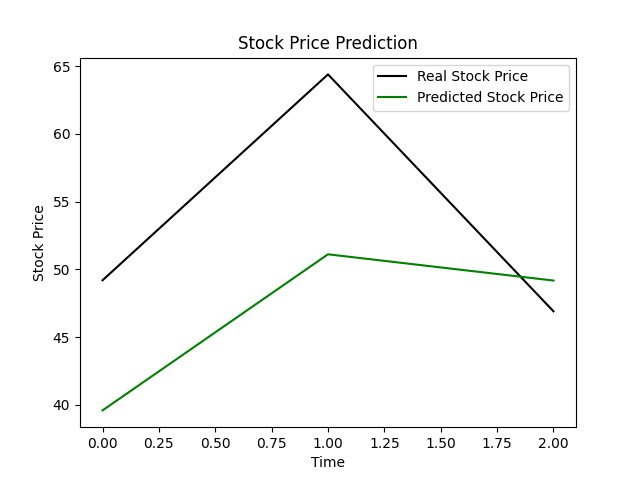 Stock Price Prediction
Real Stock Price
Predicted Stock Price
Stock Price
65
60
55
50
45
40
0.00 0.25 0.50 0.75 1.00 1.25 1.50 1.75 2.00
Time